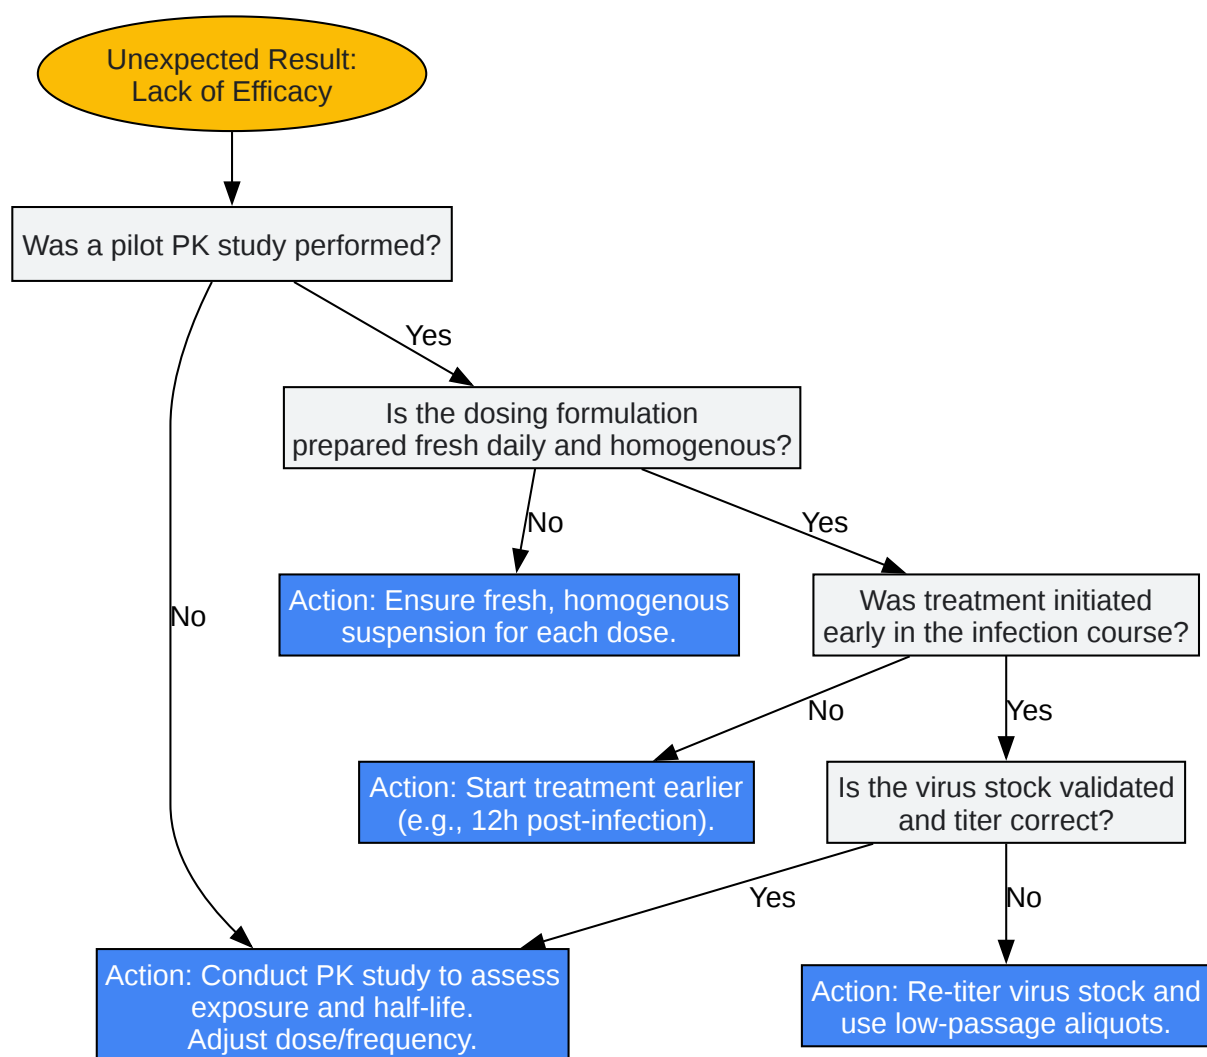 Unexpected Result:
Lack of Efficacy
Was a pilot PK study performed?
Yes
Is the dosing formulation
prepared fresh daily and homogenous?
No
Yes
Action: Ensure fresh, homogenous
suspension for each dose.
Was treatment initiated
early in the infection course?
No
No
Yes
Action: Start treatment earlier
(e.g., 12h post-infection).
Is the virus stock validated
and titer correct?
Yes
No
Action: Conduct PK study to assess
exposure and half-life.
Adjust dose/frequency.
Action: Re-titer virus stock and
use low-passage aliquots.